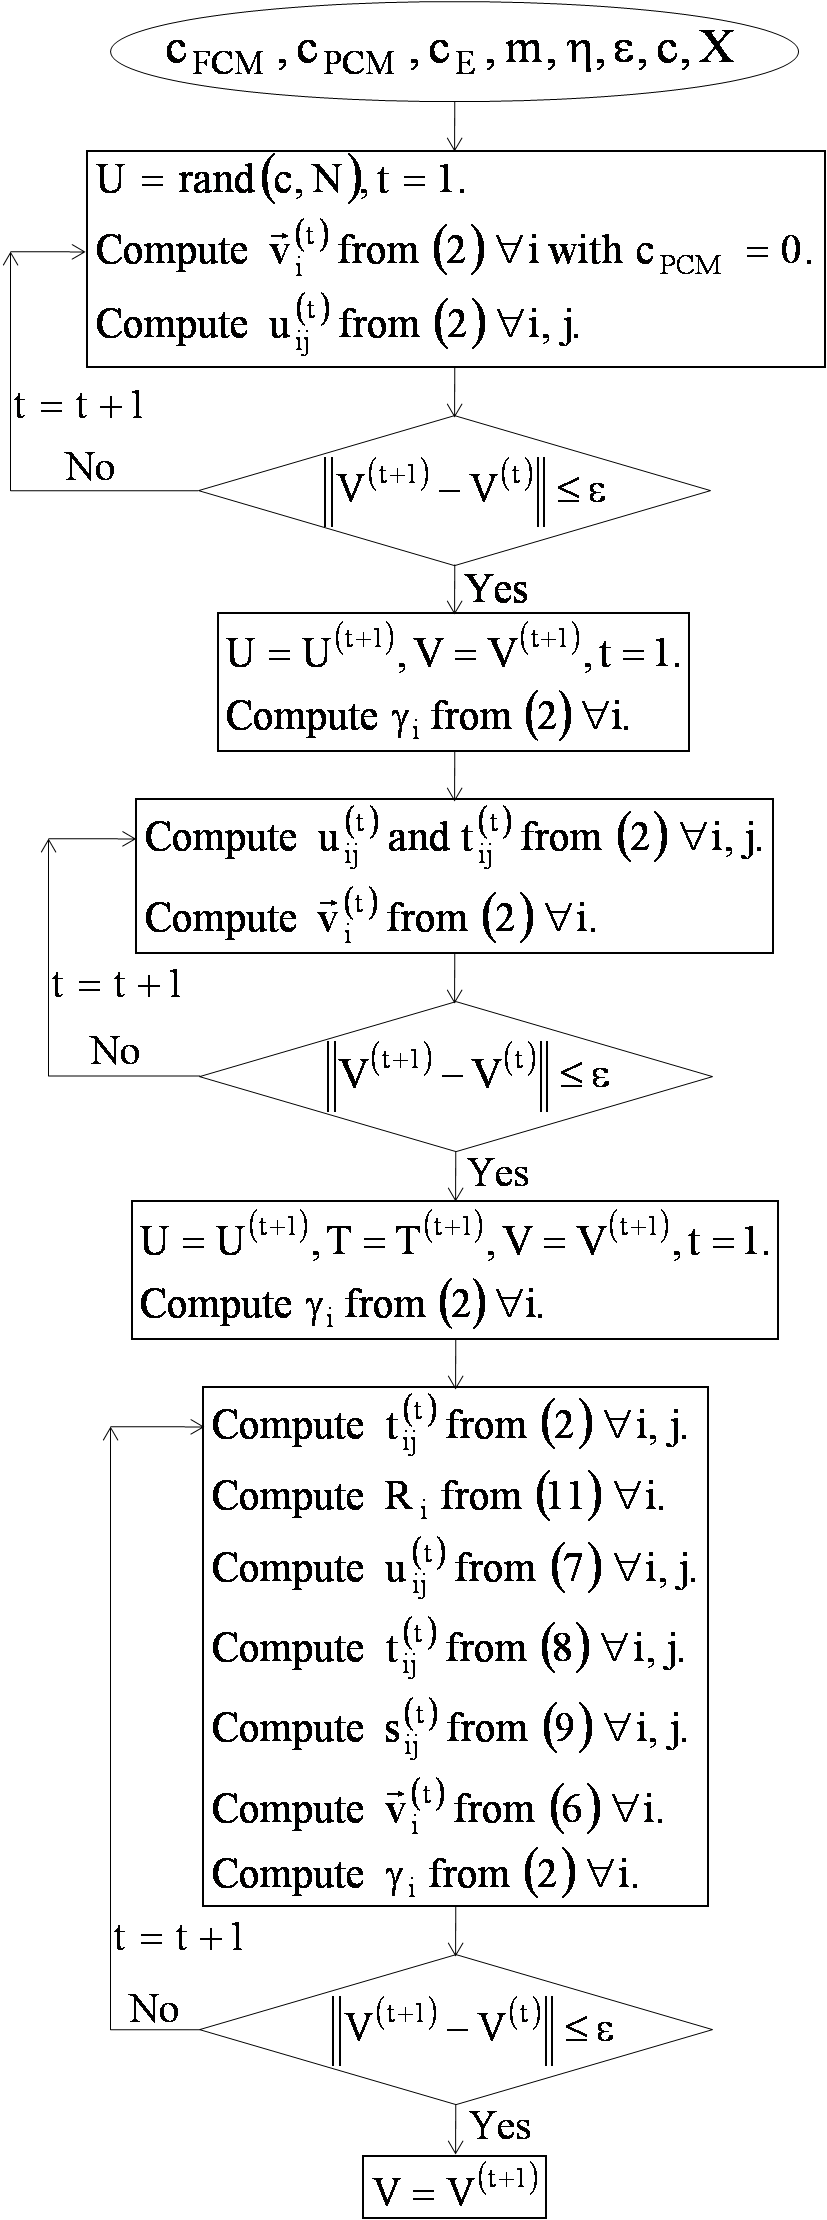 c_FCM , c_PCM , c_E , m, η, ε, c, X
U = rand(c, N), t = 1.
Compute v⃗_i^(t) from (2) ∀i with c_PCM = 0.
Compute u_ij^(t) from (2) ∀i, j.
t = t + 1
No
‖V^(t+1) − V^(t)‖ ≤ ε
Yes
U = U^(t+1), V = V^(t+1), t = 1.
Compute γ_i from (2) ∀i.
Compute u_ij^(t) and t_ij^(t) from (2) ∀i, j.
Compute v⃗_i^(t) from (2) ∀i.
t = t + 1
No
‖V^(t+1) − V^(t)‖ ≤ ε
Yes
U = U^(t+1), T = T^(t+1), V = V^(t+1), t = 1.
Compute γ_i from (2) ∀i.
Compute t_ij^(t) from (2) ∀i, j.
Compute R_i from (11) ∀i.
Compute u_ij^(t) from (7) ∀i, j.
Compute t_ij^(t) from (8) ∀i, j.
Compute s_ij^(t) from (9) ∀i, j.
Compute v⃗_i^(t) from (6) ∀i.
Compute γ_i from (2) ∀i.
t = t + 1
No
‖V^(t+1) − V^(t)‖ ≤ ε
Yes
V = V^(t+1)